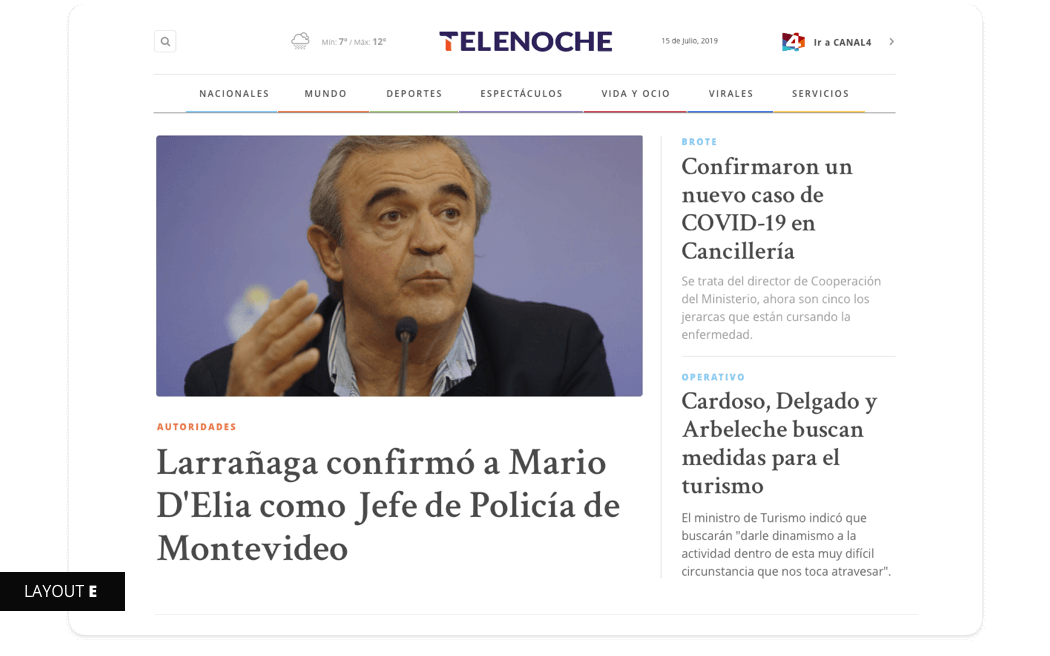 Mín: 7° / Máx: 12°
TELENOCHE
15 de Julio, 2019
4 Ir a CANAL4
NACIONALES MUNDO DEPORTES ESPECTÁCULOS VIDA Y OCIO VIRALES SERVICIOS
AUTORIDADES
Larrañaga confirmó a Mario
D'Elia como Jefe de Policía de
Montevideo
BROTE
Confirmaron un
nuevo caso de
COVID-19 en
Cancillería
Se trata del director de Cooperación
del Ministerio, ahora son cinco los
jerarcas que están cursando la
enfermedad.
OPERATIVO
Cardoso, Delgado y
Arbeleche buscan
medidas para el
turismo
El ministro de Turismo indicó que
buscarán "darle dinamismo a la
actividad dentro de esta muy difícil
circunstancia que nos toca atravesar".
LAYOUT E